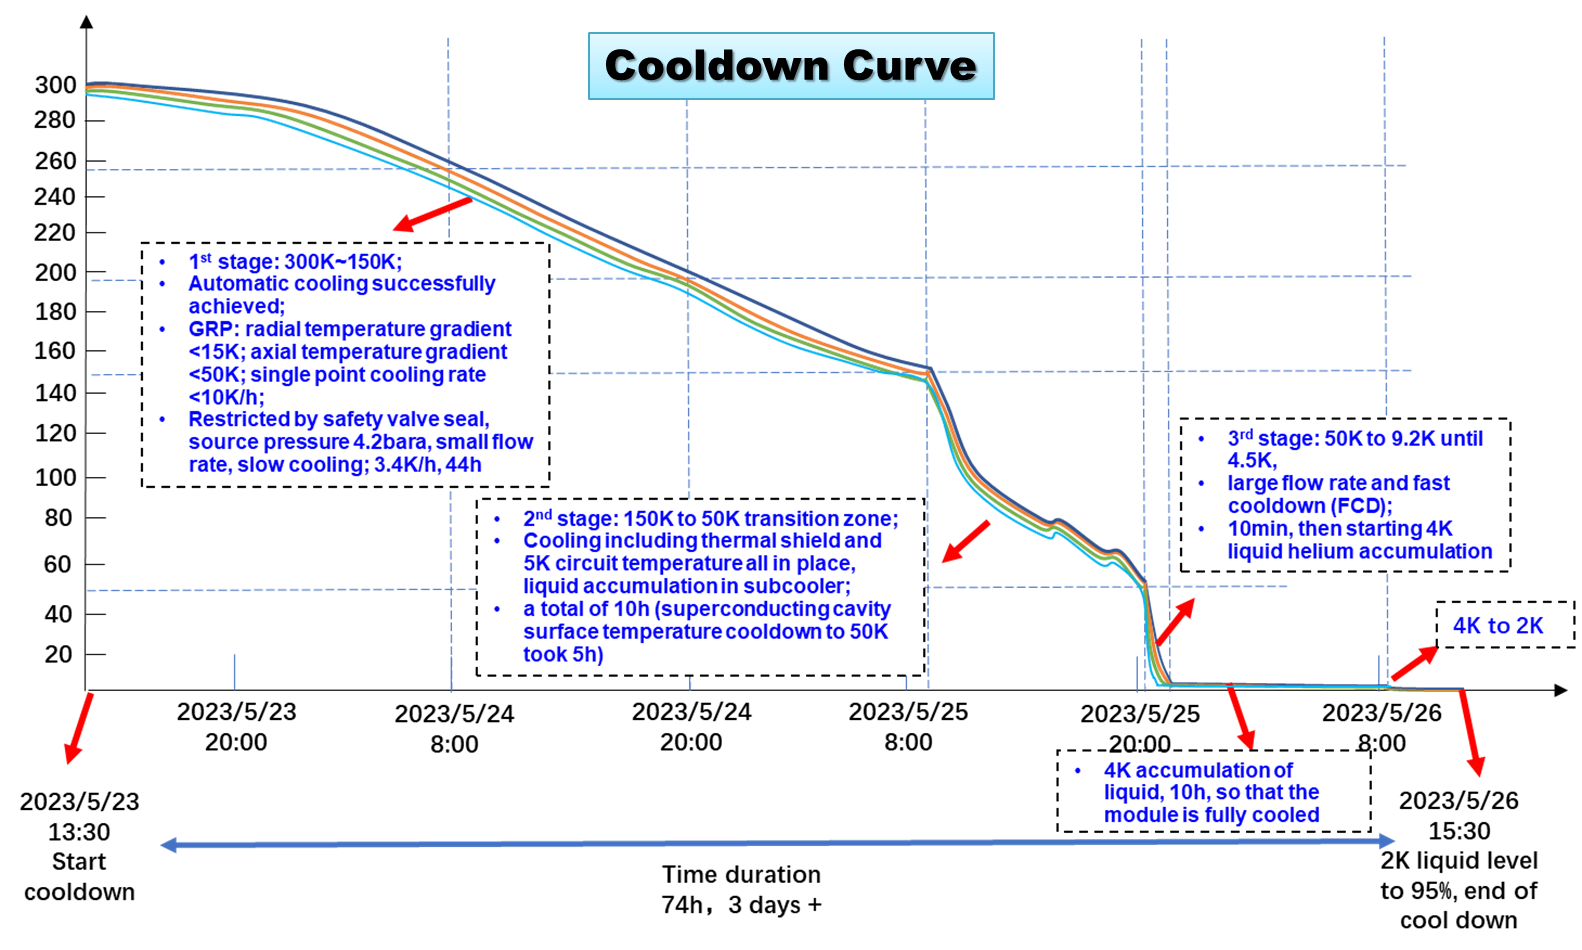 Cooldown Curve
300
280
260
240
220
200
180
160
140
120
100
80
60
40
20
• 1st stage: 300K~150K;
• Automatic cooling successfully
achieved;
• GRP: radial temperature gradient
<15K; axial temperature gradient
<50K; single point cooling rate
<10K/h;
• Restricted by safety valve seal,
source pressure 4.2bara, small flow
rate, slow cooling; 3.4K/h, 44h
• 2nd stage: 150K to 50K transition zone;
• Cooling including thermal shield and
5K circuit temperature all in place,
liquid accumulation in subcooler;
• a total of 10h (superconducting cavity
surface temperature cooldown to 50K
took 5h)
• 3rd stage: 50K to 9.2K until
4.5K,
• large flow rate and fast
cooldown (FCD);
• 10min, then starting 4K
liquid helium accumulation
4K to 2K
2023/5/23
20:00
2023/5/24
8:00
2023/5/24
20:00
2023/5/25
8:00
2023/5/25
20:00
2023/5/26
8:00
• 4K accumulation of
liquid, 10h, so that the
module is fully cooled
2023/5/23
13:30
Start
cooldown
Time duration
74h，3 days +
2023/5/26
15:30
2K liquid level
to 95%, end of
cool down